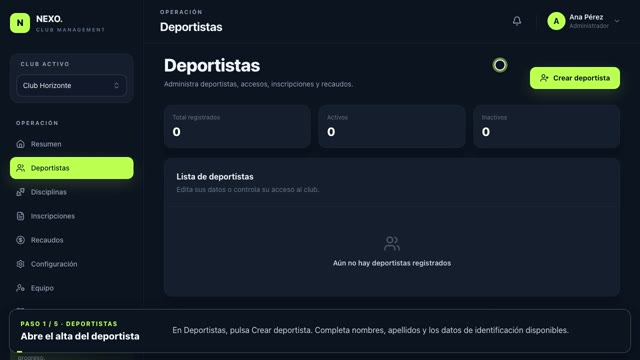 N
NEXO.
CLUB MANAGEMENT
CLUB ACTIVO
Club Horizonte
OPERACIÓN
Resumen
Deportistas
Disciplinas
Inscripciones
Recaudos
Configuración
Equipo
OPERACIÓN
Deportistas
A
Ana Pérez
Administrador
Deportistas
Administra deportistas, accesos, inscripciones y recaudos.
Crear deportista
Total registrados
0
Activos
0
Inactivos
0
Lista de deportistas
Edita sus datos o controla su acceso al club.
Aún no hay deportistas registrados
PASO 1 / 5 · DEPORTISTAS
Abre el alta del deportista
En Deportistas, pulsa Crear deportista. Completa nombres, apellidos y los datos de identificación disponibles.
progress.